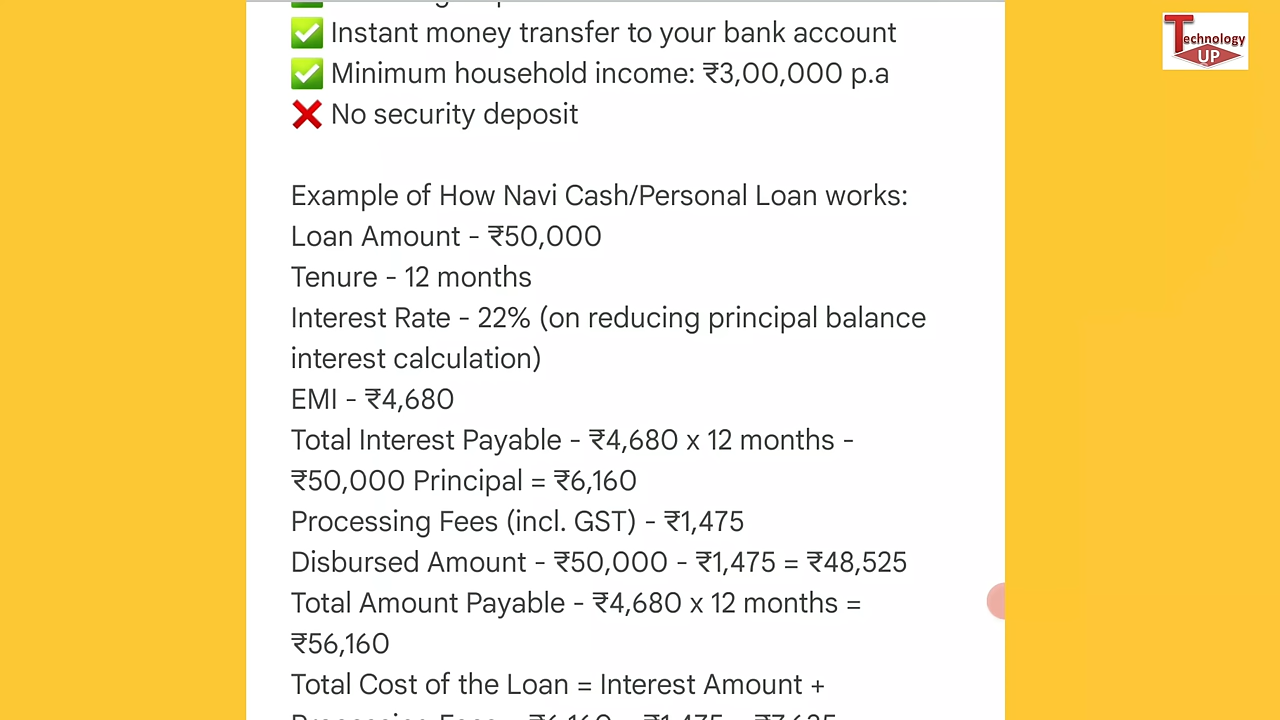 Technology
UP
✅ Instant money transfer to your bank account
✅ Minimum household income: ₹3,00,000 p.a
❌ No security deposit
Example of How Navi Cash/Personal Loan works:
Loan Amount - ₹50,000
Tenure - 12 months
Interest Rate - 22% (on reducing principal balance
interest calculation)
EMI - ₹4,680
Total Interest Payable - ₹4,680 x 12 months -
₹50,000 Principal = ₹6,160
Processing Fees (incl. GST) - ₹1,475
Disbursed Amount - ₹50,000 - ₹1,475 = ₹48,525
Total Amount Payable - ₹4,680 x 12 months =
₹56,160
Total Cost of the Loan = Interest Amount +